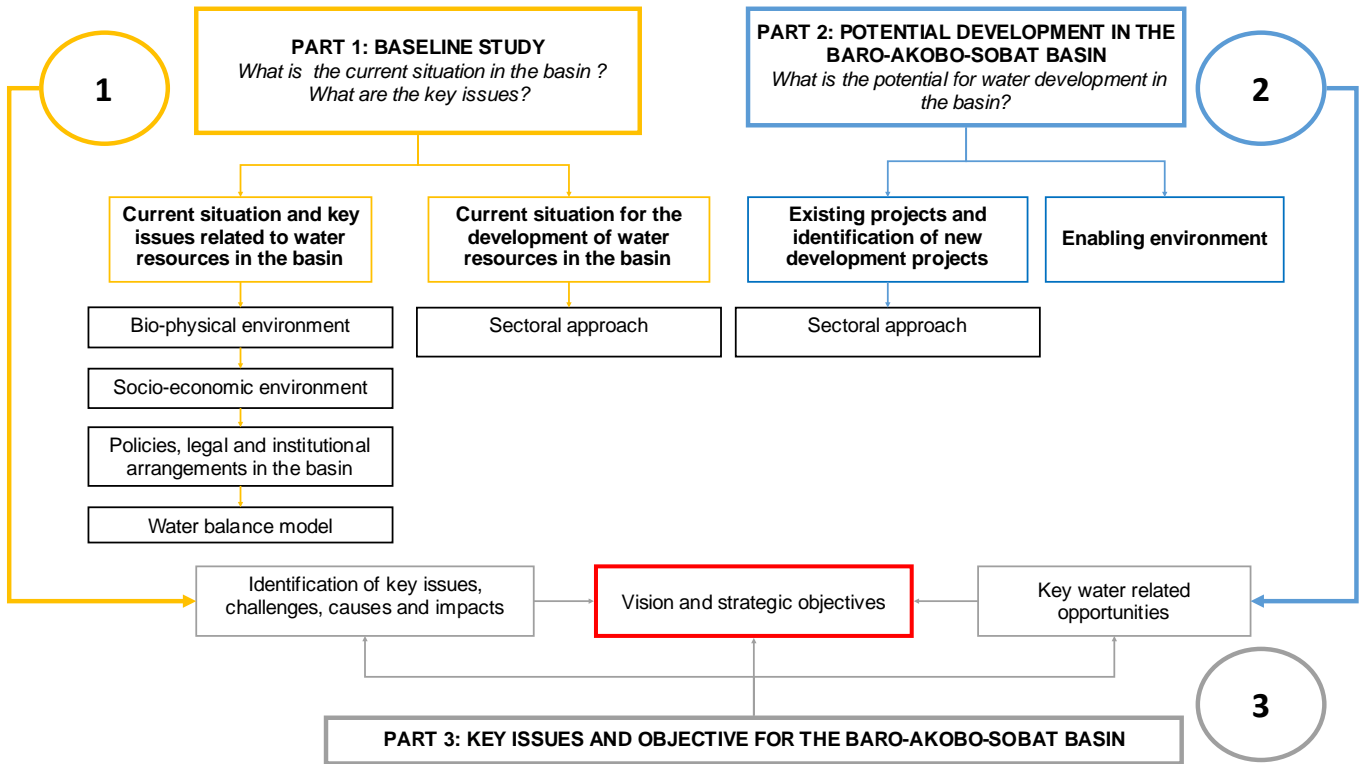 1
PART 1: BASELINE STUDY
What is the current situation in the basin ?
What are the key issues?
PART 2: POTENTIAL DEVELOPMENT IN THE
BARO-AKOBO-SOBAT BASIN
What is the potential for water development in
the basin?
2
Current situation and key
issues related to water
resources in the basin
Current situation for the
development of water
resources in the basin
Existing projects and
identification of new
development projects
Enabling environment
Bio-physical environment
Sectoral approach
Sectoral approach
Socio-economic environment
Policies, legal and institutional
arrangements in the basin
Water balance model
Identification of key issues,
challenges, causes and impacts
Vision and strategic objectives
Key water related
opportunities
3
PART 3: KEY ISSUES AND OBJECTIVE FOR THE BARO-AKOBO-SOBAT BASIN